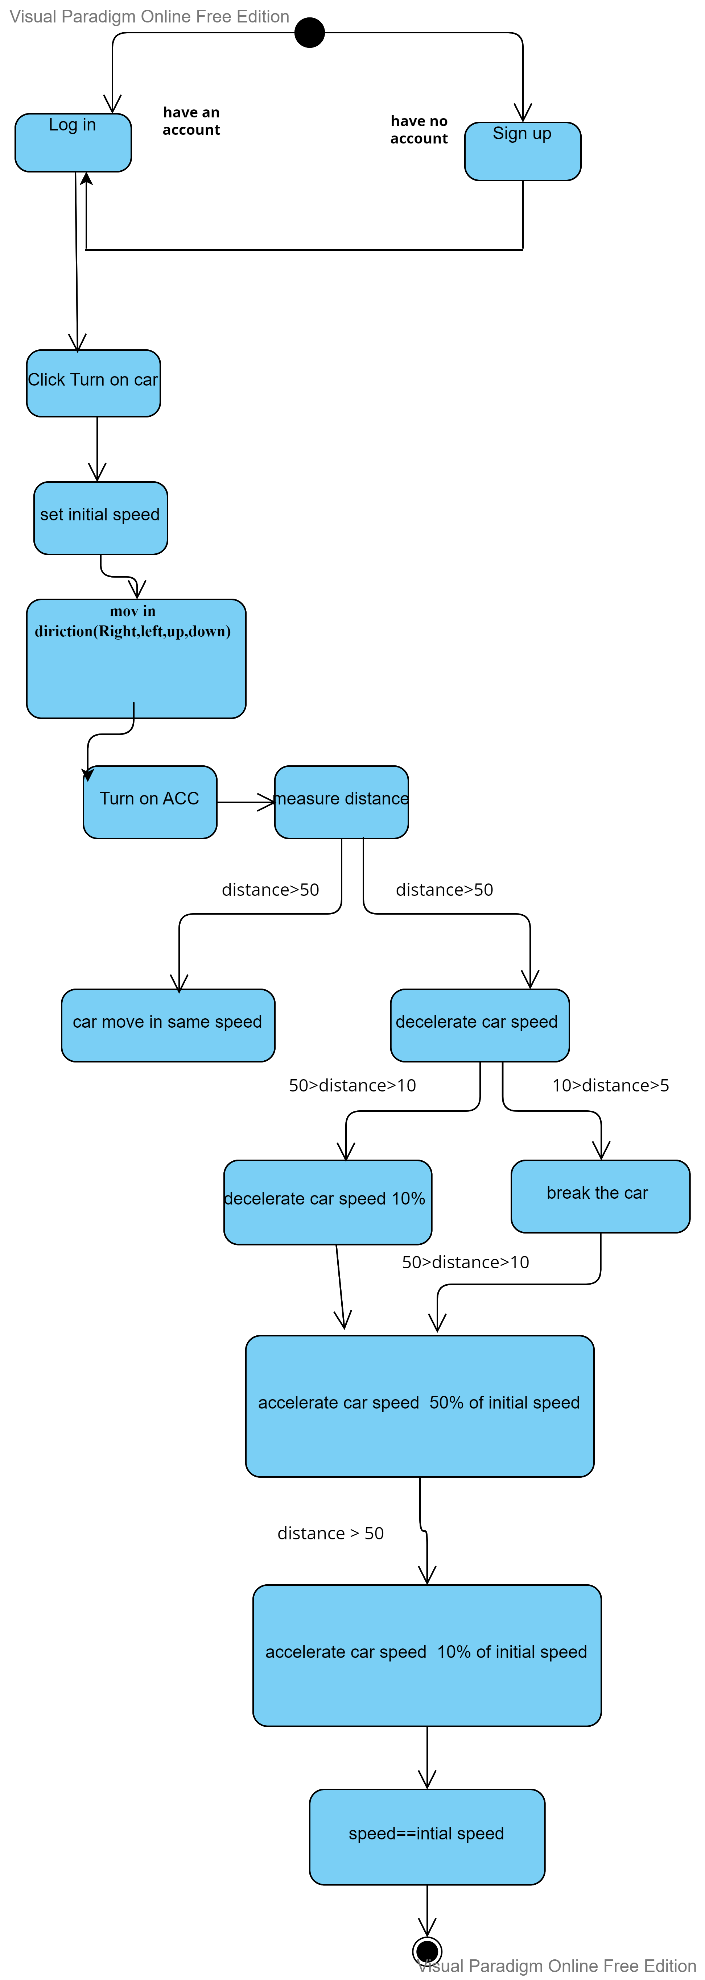 Visual Paradigm Online Free Edition
have an
account
Log in
have no
account
Sign up
Click Turn on car
set initial speed
mov in
diriction(Right,left,up,down)
Turn on ACC
measure distance
distance>50
distance>50
car move in same speed
decelerate car speed
50>distance>10
10>distance>5
decelerate car speed 10%
break the car
50>distance>10
accelerate car speed  50% of initial speed
distance > 50
accelerate car speed  10% of initial speed
speed==intial speed
Visual Paradigm Online Free Edition